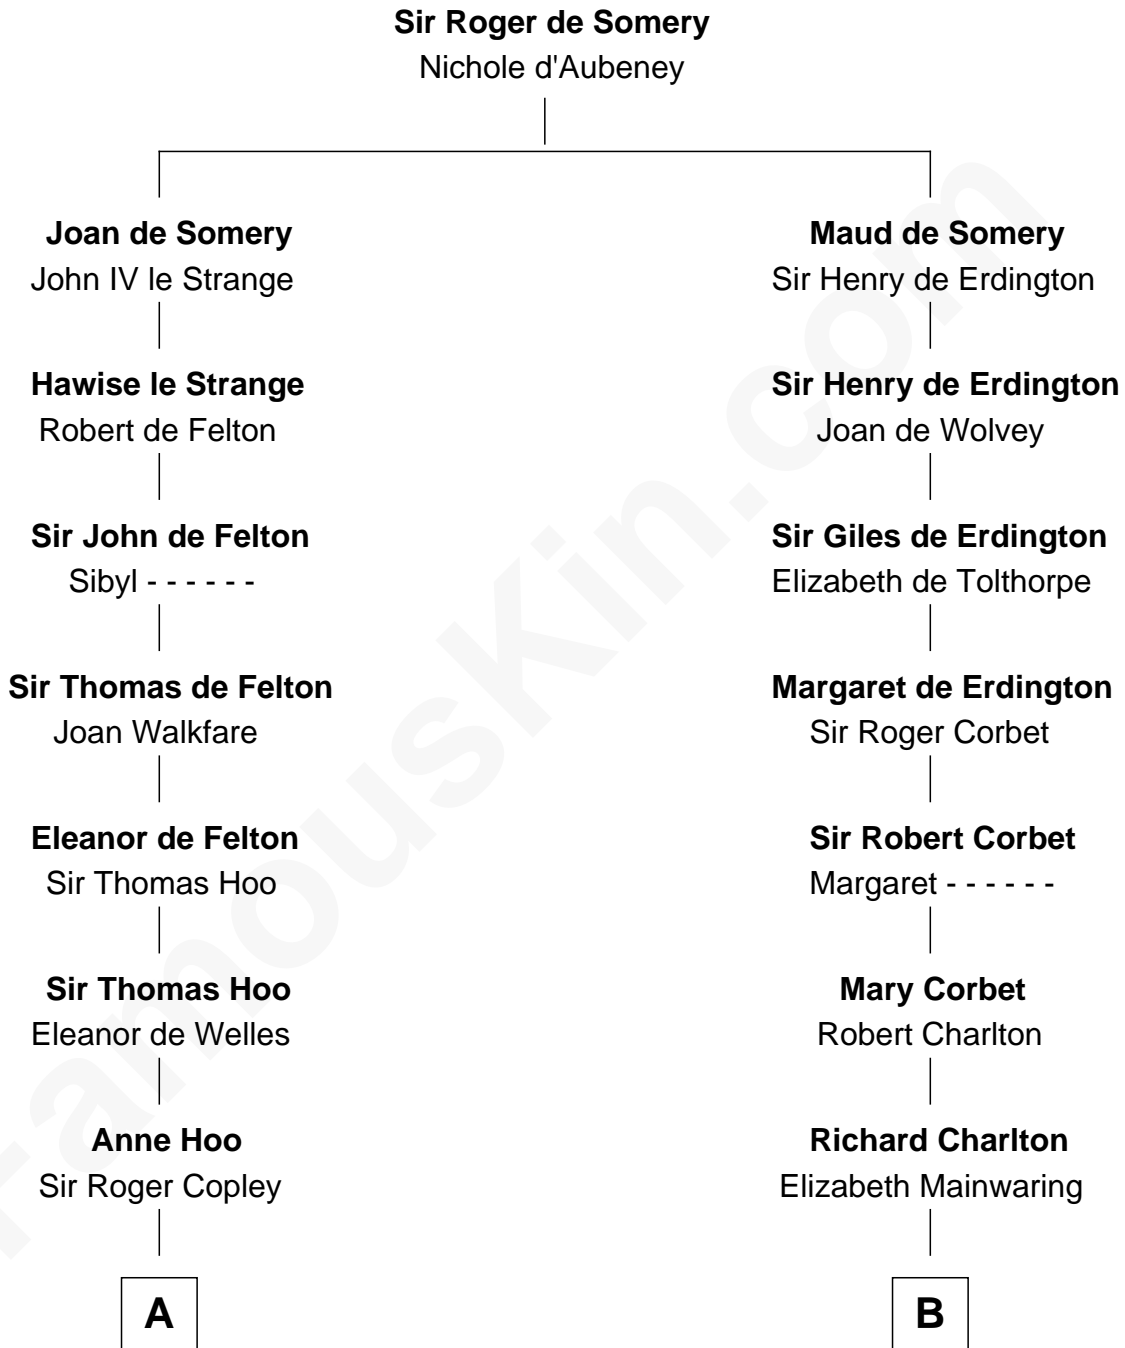 Sir Roger de Somery
Nichole d'Aubeney
Joan de Somery
John IV le Strange
Maud de Somery
Sir Henry de Erdington
Hawise le Strange
Robert de Felton
Sir Henry de Erdington
Joan de Wolvey
Sir John de Felton
Sibyl - - - - - -
Sir Giles de Erdington
Elizabeth de Tolthorpe
Sir Thomas de Felton
Joan Walkfare
Margaret de Erdington
Sir Roger Corbet
Eleanor de Felton
Sir Thomas Hoo
Sir Robert Corbet
Margaret - - - - - -
Sir Thomas Hoo
Eleanor de Welles
Mary Corbet
Robert Charlton
Anne Hoo
Sir Roger Copley
Richard Charlton
Elizabeth Mainwaring
A
B
FamousKin.com